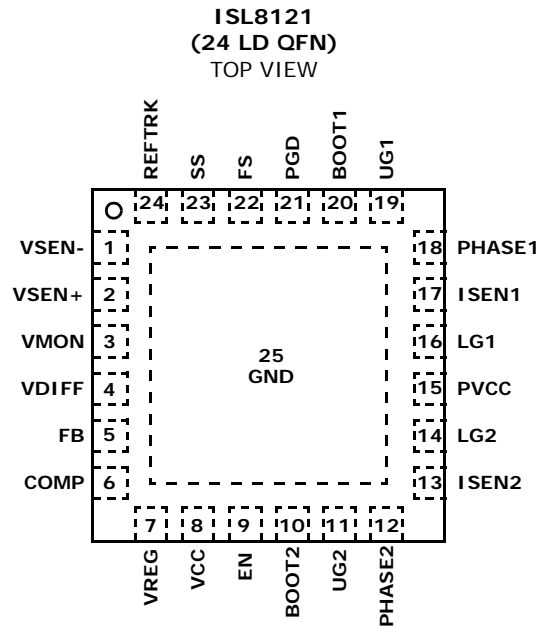 ISL8121
(24 LD QFN)
TOP VIEW
REFTRK
SS
FS
PGD
BOOT1
UG1
24
23
22
21
20
19
VSEN- 1
VSEN+ 2
VMON 3
VDIFF 4
FB 5
COMP 6
25
GND
18 PHASE1
17 ISEN1
16 LG1
15 PVCC
14 LG2
13 ISEN2
7
8
9
10
11
12
VREG
VCC
EN
BOOT2
UG2
PHASE2